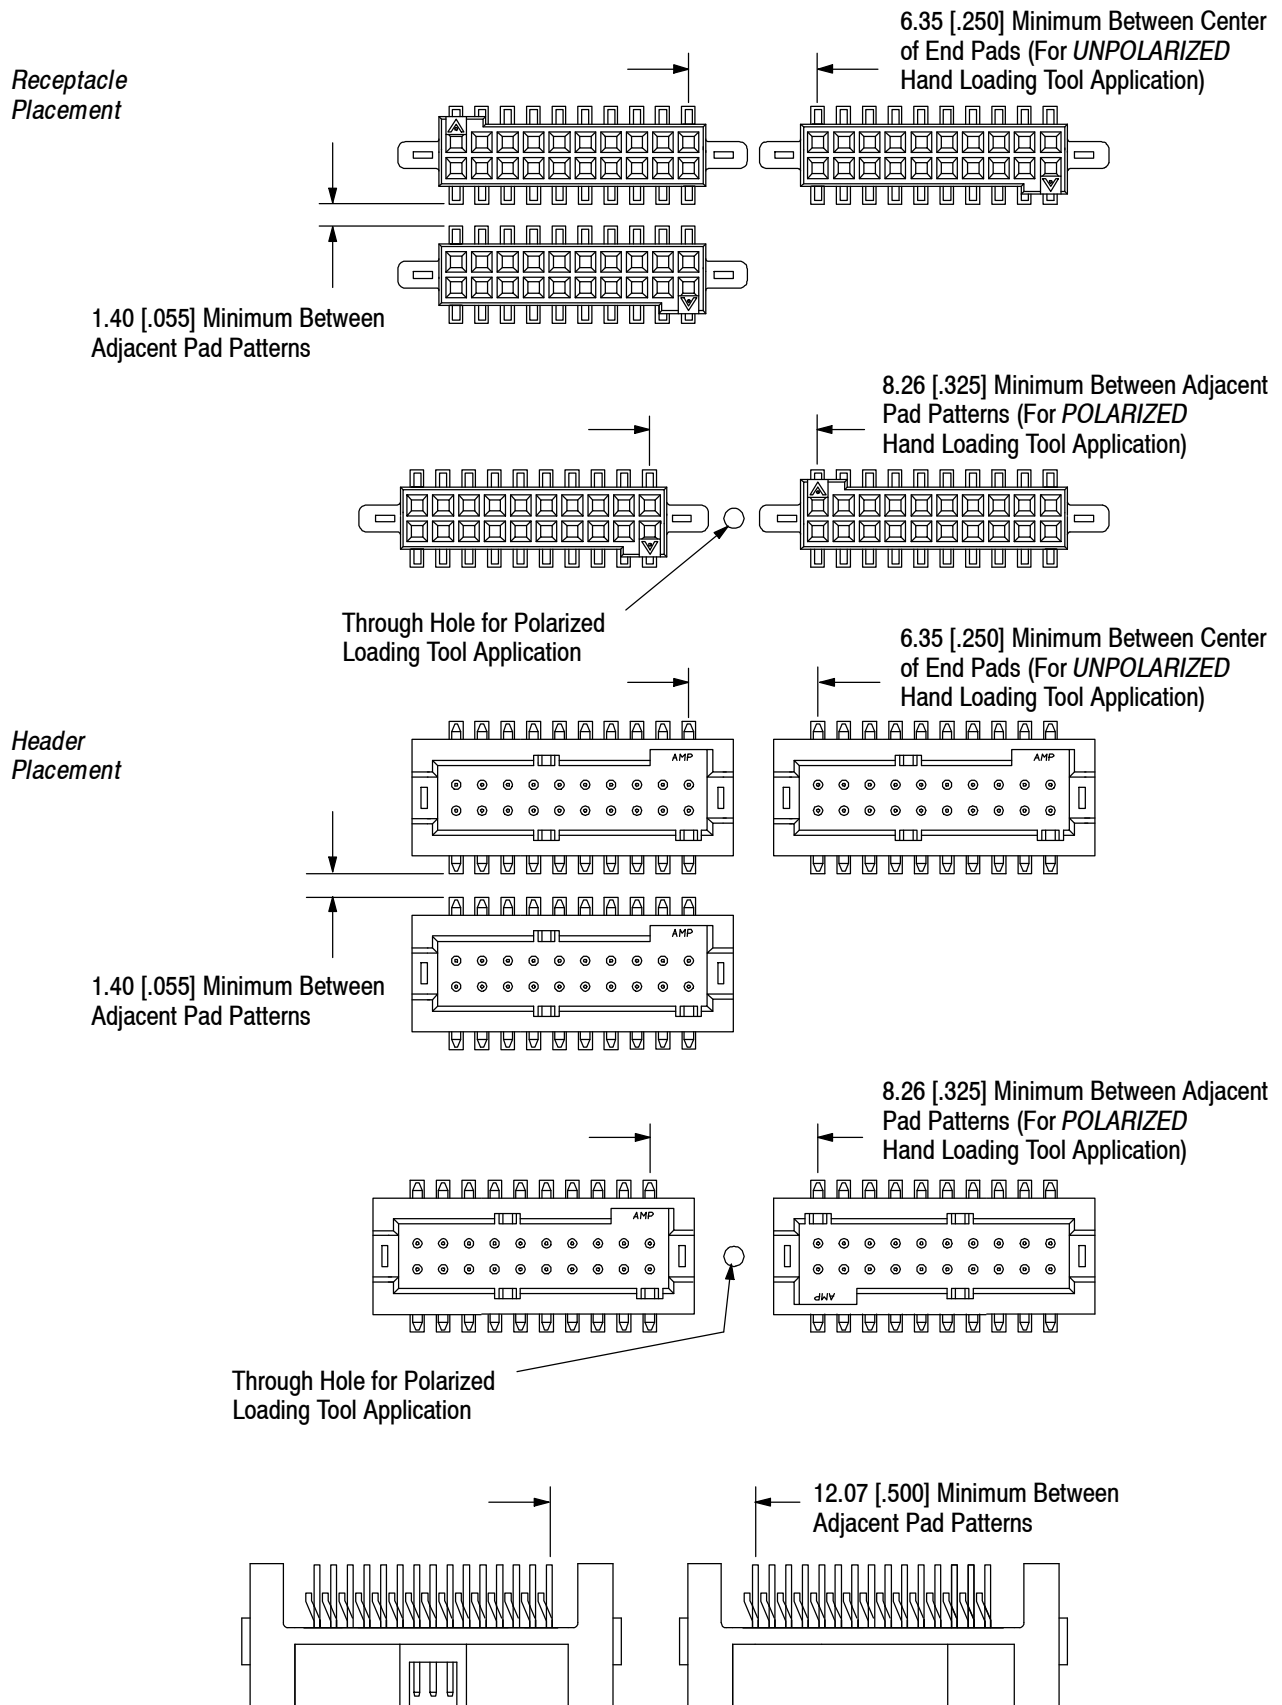 6.35 [.250] Minimum Between Center
of End Pads (For UNPOLARIZED
Hand Loading Tool Application)
Receptacle
Placement
1.40 [.055] Minimum Between
Adjacent Pad Patterns
8.26 [.325] Minimum Between Adjacent
Pad Patterns (For POLARIZED
Hand Loading Tool Application)
Through Hole for Polarized
Loading Tool Application
6.35 [.250] Minimum Between Center
of End Pads (For UNPOLARIZED
Hand Loading Tool Application)
Header
Placement
AMP
AMP
AMP
1.40 [.055] Minimum Between
Adjacent Pad Patterns
8.26 [.325] Minimum Between Adjacent
Pad Patterns (For POLARIZED
Hand Loading Tool Application)
AMP
AMP
Through Hole for Polarized
Loading Tool Application
12.07 [.500] Minimum Between
Adjacent Pad Patterns